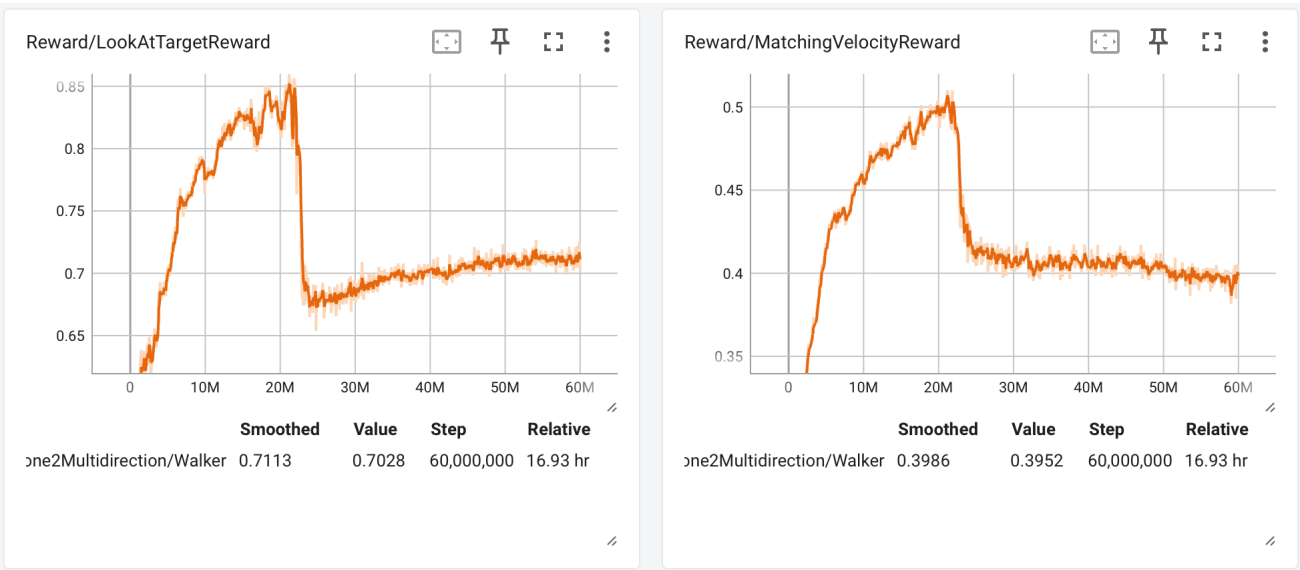 Reward/LookAtTargetReward
0.85
0.8
0.75
0.7
0.65
0 10M 20M 30M 40M 50M 60M
Smoothed Value Step Relative
one2Multidirection/Walker 0.7113 0.7028 60,000,000 16.93 hr
Reward/MatchingVelocityReward
0.5
0.45
0.4
0.35
0 10M 20M 30M 40M 50M 60M
Smoothed Value Step Relative
one2Multidirection/Walker 0.3986 0.3952 60,000,000 16.93 hr